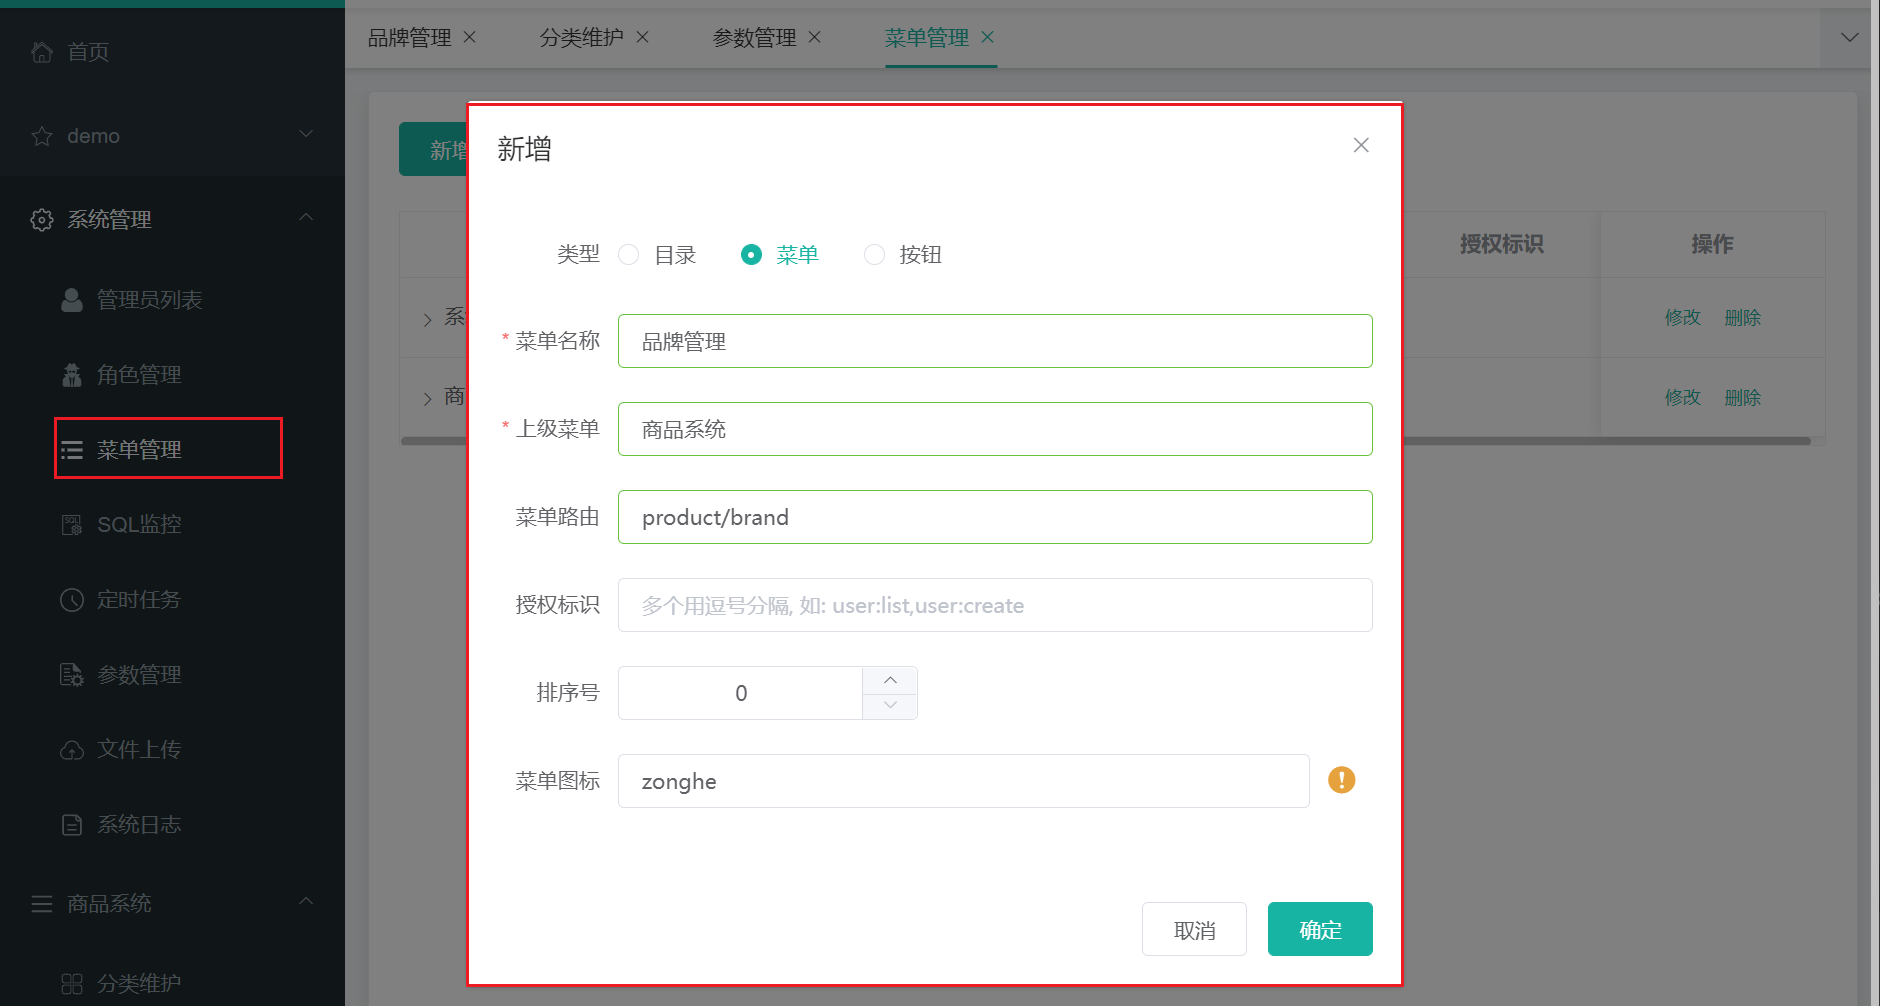 首页
demo
系统管理
管理员列表
角色管理
菜单管理
SQL监控
定时任务
参数管理
文件上传
系统日志
商品系统
分类维护
品牌管理
分类维护
参数管理
菜单管理
新增
授权标识
操作
系
修改 删除
商
修改 删除
新增
类型 目录 菜单 按钮
* 菜单名称 品牌管理
* 上级菜单 商品系统
菜单路由 product/brand
授权标识 多个用逗号分隔, 如: user:list,user:create
排序号 0
菜单图标 zonghe
取消 确定